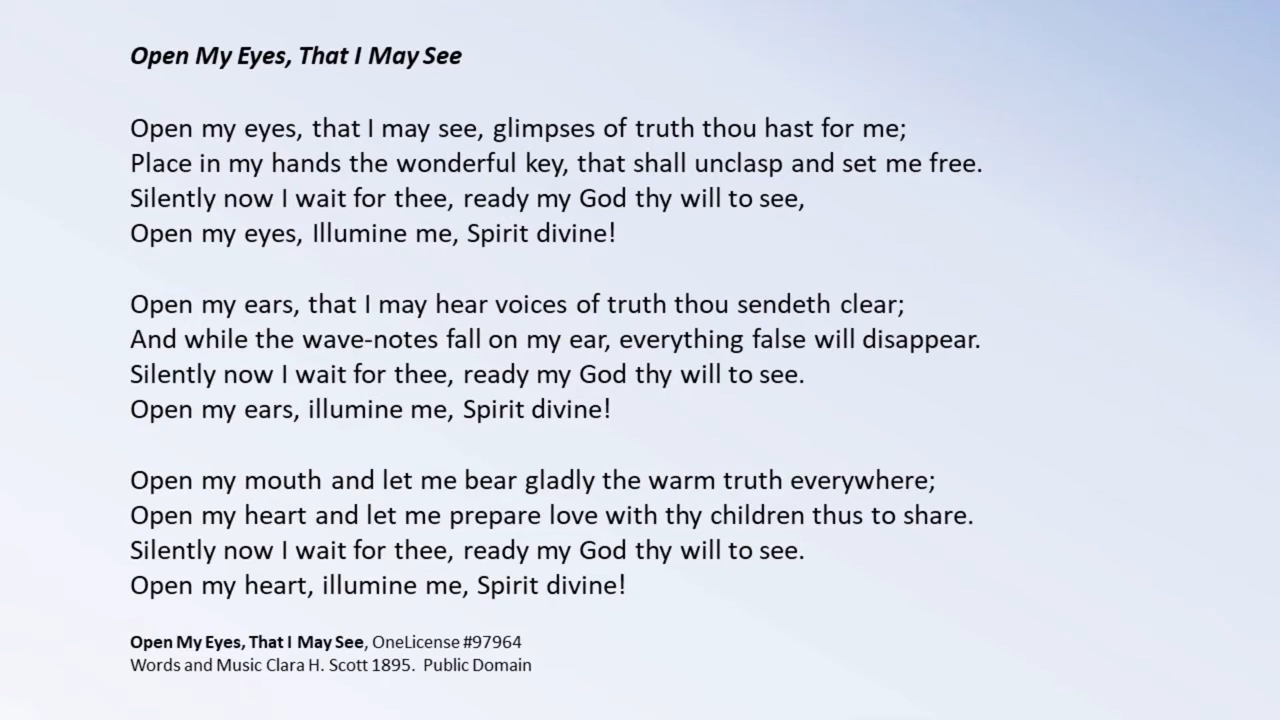 Open My Eyes, That I May See
Open my eyes, that I may see, glimpses of truth thou hast for me;
Place in my hands the wonderful key, that shall unclasp and set me free.
Silently now I wait for thee, ready my God thy will to see,
Open my eyes, Illumine me, Spirit divine!
Open my ears, that I may hear voices of truth thou sendeth clear;
And while the wave-notes fall on my ear, everything false will disappear.
Silently now I wait for thee, ready my God thy will to see.
Open my ears, illumine me, Spirit divine!
Open my mouth and let me bear gladly the warm truth everywhere;
Open my heart and let me prepare love with thy children thus to share.
Silently now I wait for thee, ready my God thy will to see.
Open my heart, illumine me, Spirit divine!
Open My Eyes, That I May See, OneLicense #97964
Words and Music Clara H. Scott 1895.  Public Domain